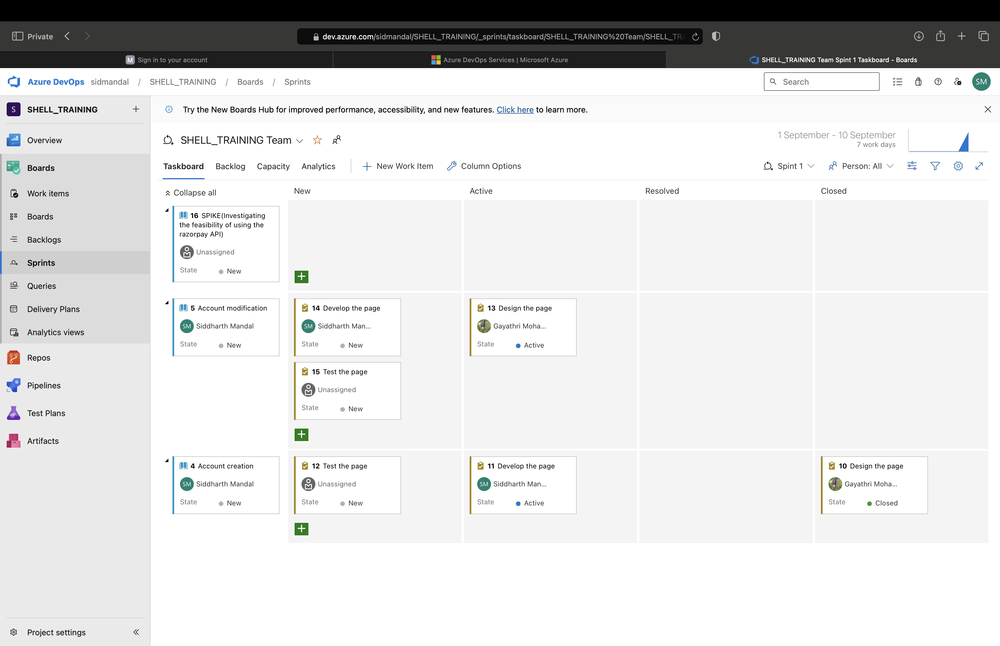 Private
dev.azure.com/sidmandal/SHELL_TRAINING/_sprints/taskboard/SHELL_TRAINING%20Team/SHELL_TR
M Sign in to your account
Azure DevOps Services | Microsoft Azure
SHELL_TRAINING Team Spint 1 Taskboard - Boards
Azure DevOps sidmandal / SHELL_TRAINING / Boards / Sprints
Search
SM
S SHELL_TRAINING
Overview
Boards
Work items
Boards
Backlogs
Sprints
Queries
Delivery Plans
Analytics views
Repos
Pipelines
Test Plans
Artifacts
Project settings
Try the New Boards Hub for improved performance, accessibility, and new features. Click here to learn more.
SHELL_TRAINING Team
1 September - 10 September
7 work days
Taskboard Backlog Capacity Analytics New Work Item Column Options
Spint 1 Person: All
Collapse all New Active Resolved Closed
16 SPIKE(Investigating
the feasibility of using the
razorpay API)
Unassigned
State New
5 Account modification
SM Siddharth Mandal
State New
14 Develop the page
SM Siddharth Man...
State New
13 Design the page
Gayathri Moha...
State Active
15 Test the page
Unassigned
State New
4 Account creation
SM Siddharth Mandal
State New
12 Test the page
Unassigned
State New
11 Develop the page
SM Siddharth Man...
State Active
10 Design the page
Gayathri Moha...
State Closed